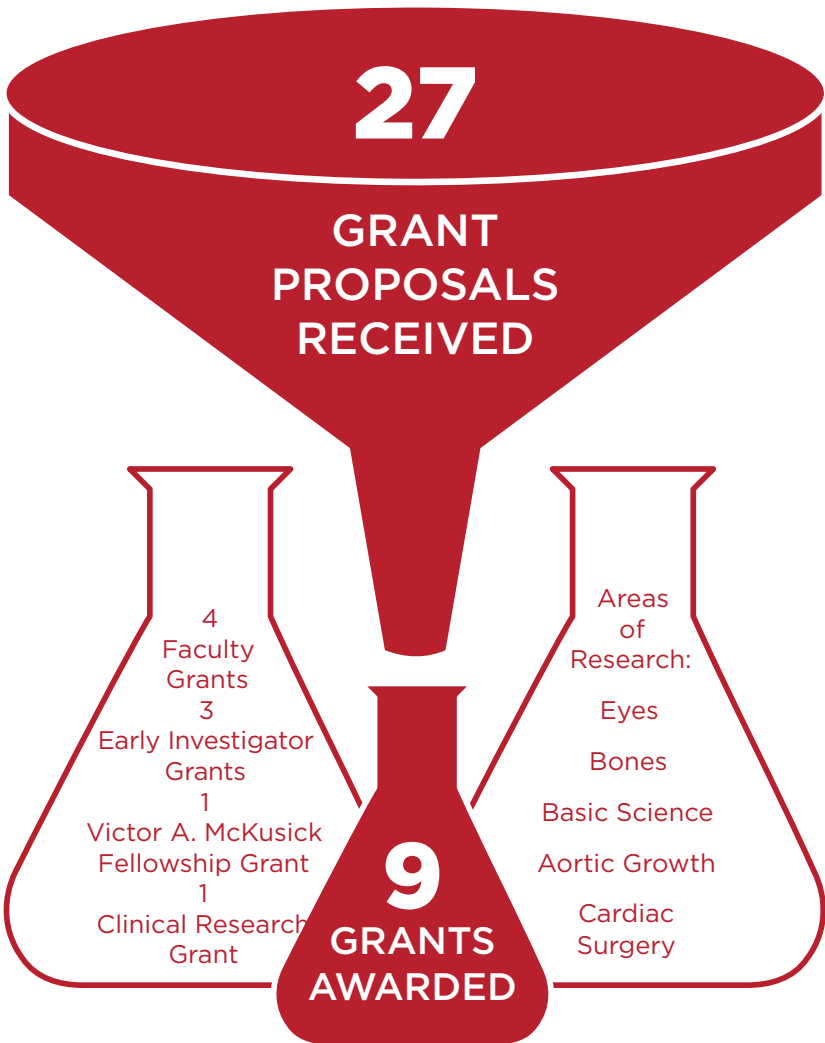 27
GRANT
PROPOSALS
RECEIVED
4
Faculty
Grants
3
Early Investigator
Grants
1
Victor A. McKusick
Fellowship Grant
1
Clinical Research
Grant
9
GRANTS
AWARDED
Areas
of
Research:
Eyes
Bones
Basic Science
Aortic Growth
Cardiac
Surgery